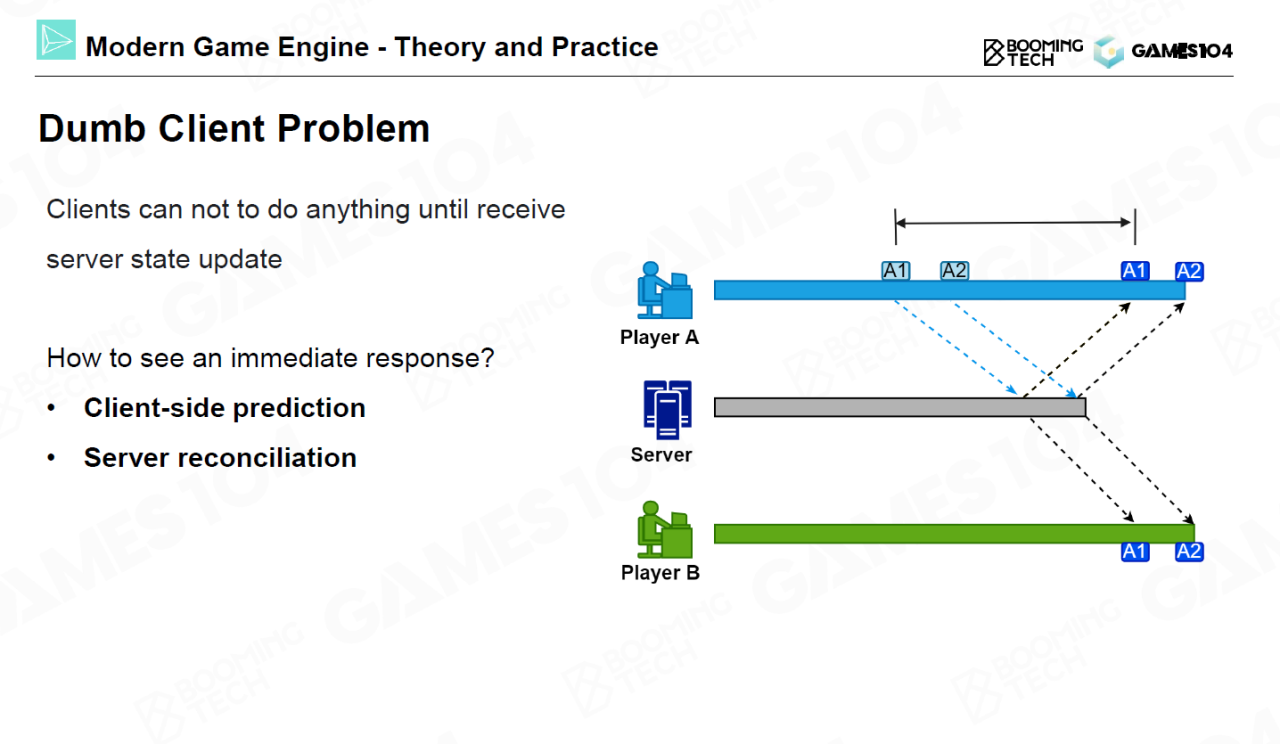 Modern Game Engine - Theory and Practice
BOOMING
TECH
GAMES104
Dumb Client Problem
Clients can not to do anything until receive
server state update
How to see an immediate response?
• Client-side prediction
• Server reconciliation
A1 A2 A1 A2
Player A
Server
Player B
A1 A2